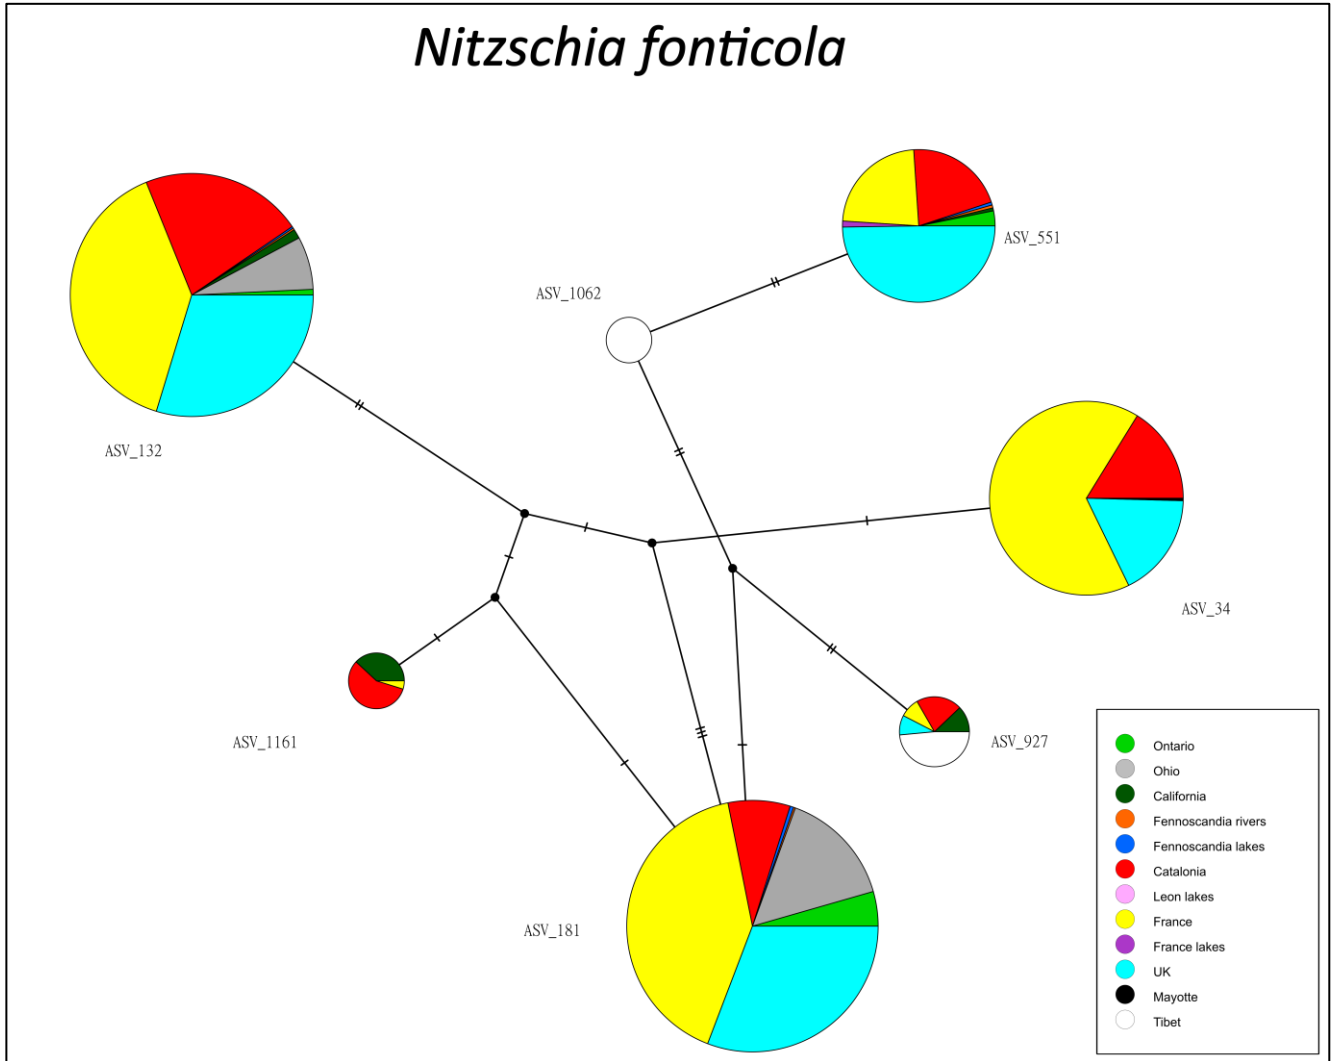 Nitzschia fonticola
ASV_551
ASV_1062
ASV_132
ASV_34
ASV_1161
ASV_927
ASV_181
Ontario
Ohio
California
Fennoscandia rivers
Fennoscandia lakes
Catalonia
Leon lakes
France
France lakes
UK
Mayotte
Tibet